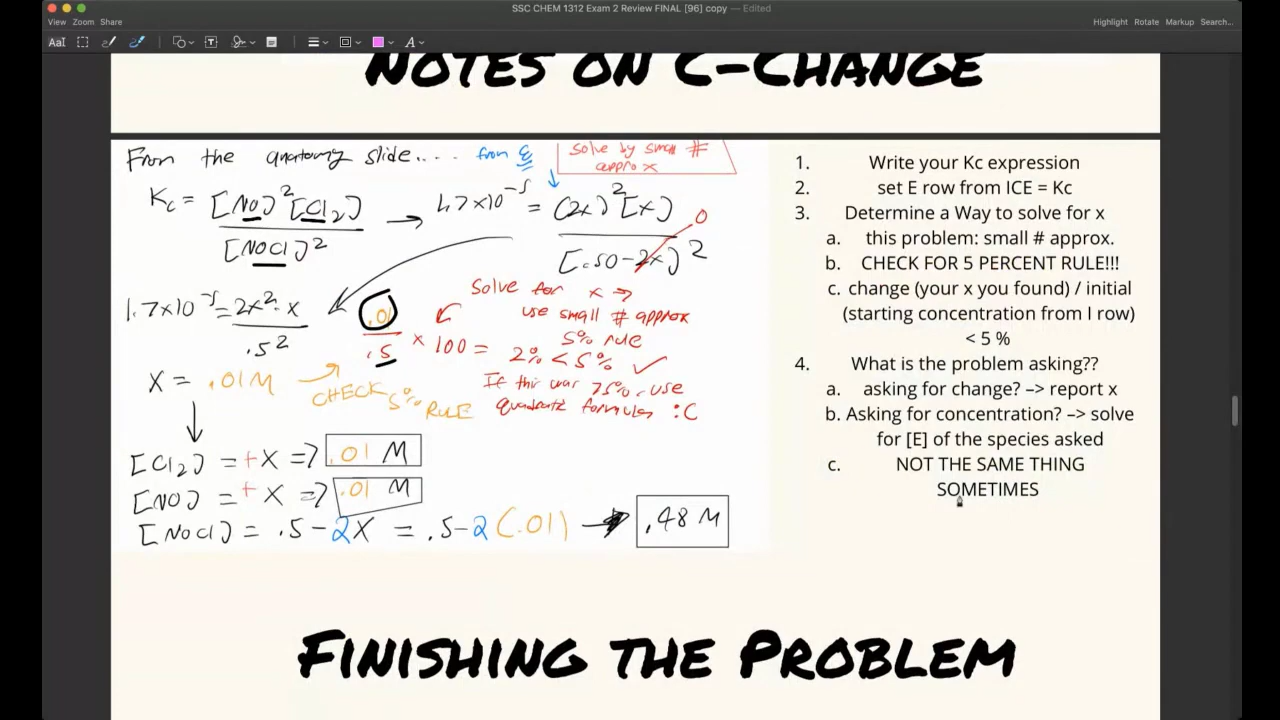 SSC CHEM 1312 Exam 2 Review FINAL [96] copy — Edited
View Zoom Share
Highlight Rotate Markup Search...
AaI
NOTES ON C-CHANGE
From the anatomy slide.... from E
solve by small #
approx
Kc = [NO]²[Cl₂] / [NOCl]² → 1.7x10⁻⁵ = (2x)²[x] / [.50-2x]²
0
1.7x10⁻⁵ = 2x²·x / .5²
.01 / .5 x 100 = 2% < 5% ✓
Solve for x →
use small # approx
5% rule
If this was 75%, use
quadratic formula :C
x = .01M → CHECK 5% RULE
[Cl₂] = +x => .01 M
[NO] = +x => .01 M
[NOCl] = .5-2x = .5-2(.01) → .48 M
1. Write your Kc expression
2. set E row from ICE = Kc
3. Determine a Way to solve for x
a. this problem: small # approx.
b. CHECK FOR 5 PERCENT RULE!!!
c. change (your x you found) / initial
(starting concentration from I row)
< 5 %
4. What is the problem asking??
a. asking for change? –> report x
b. Asking for concentration? –> solve
for [E] of the species asked
c. NOT THE SAME THING
SOMETIMES
FINISHING THE PROBLEM